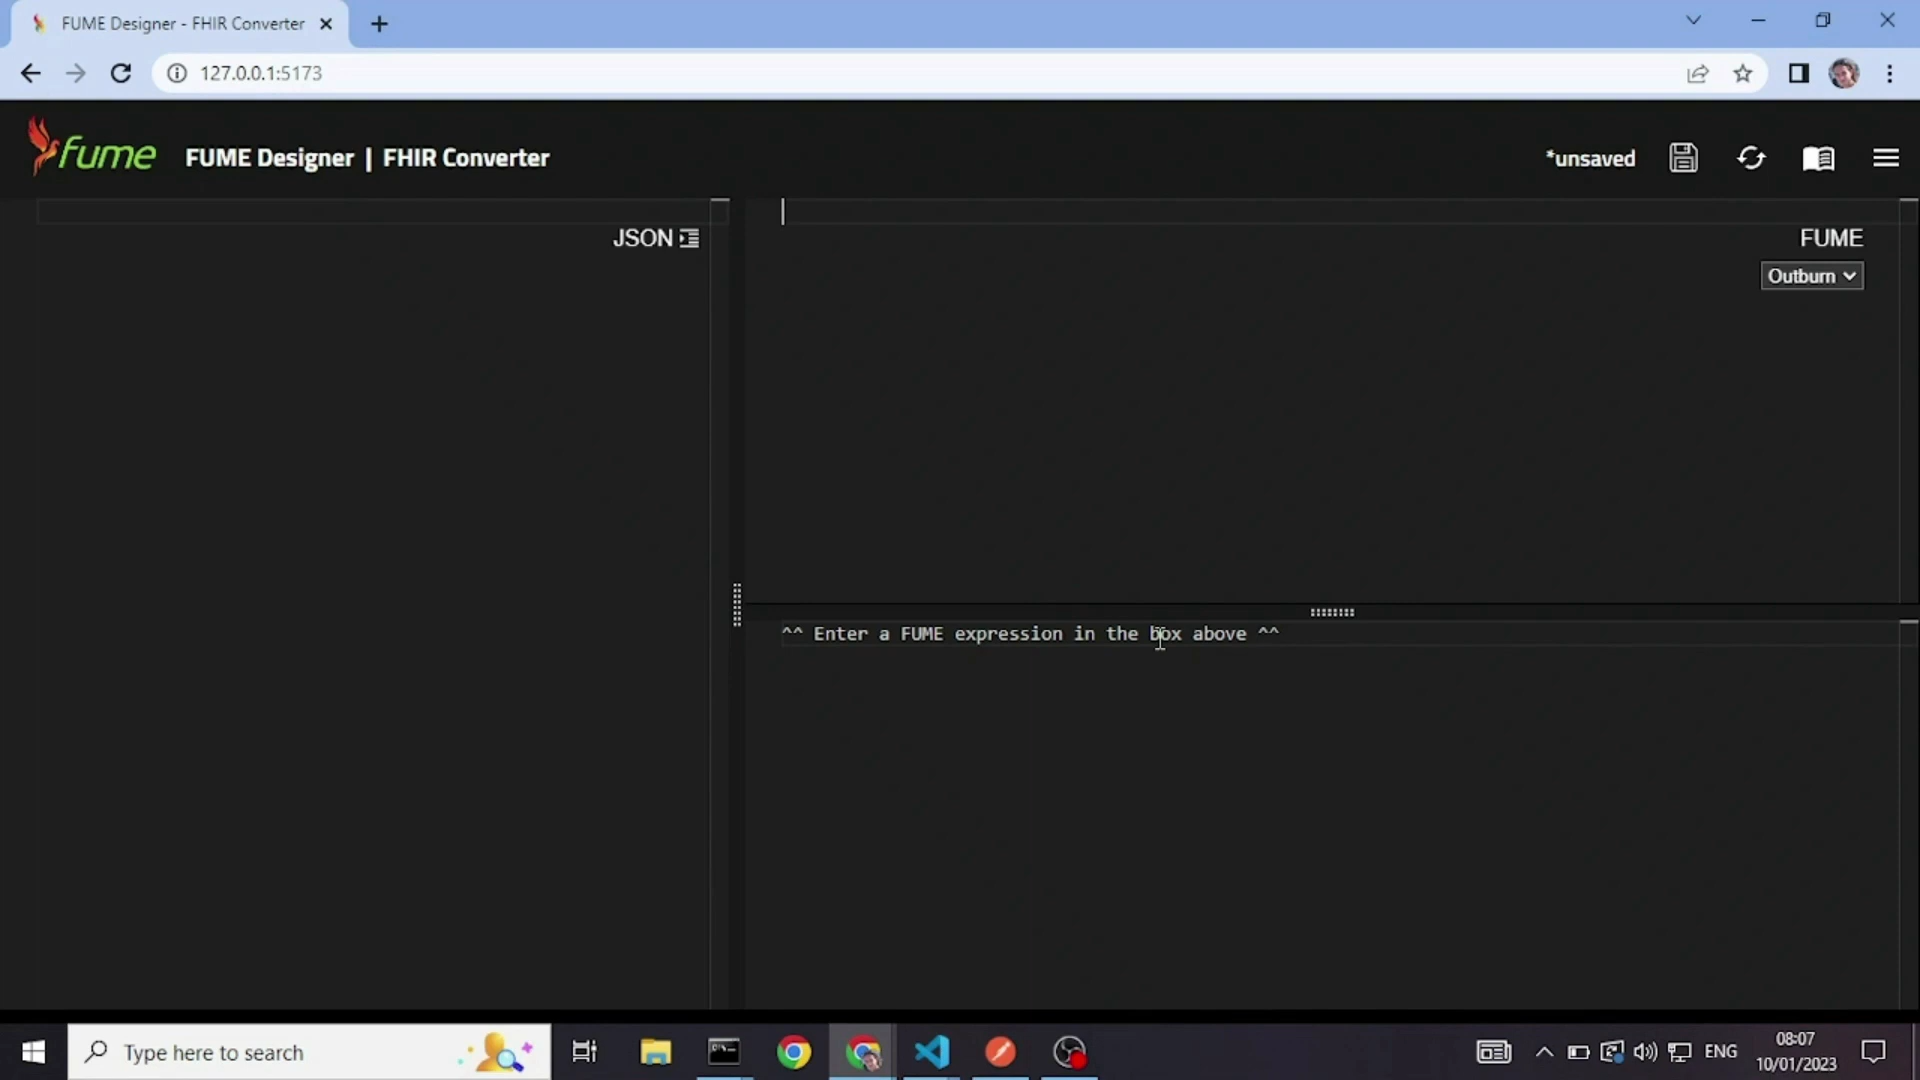 FUME Designer - FHIR Converter
127.0.0.1:5173
fume
FUME Designer | FHIR Converter
*unsaved
JSON
FUME
Outburn
^^ Enter a FUME expression in the box above ^^
Type here to search
ENG
08:07
10/01/2023